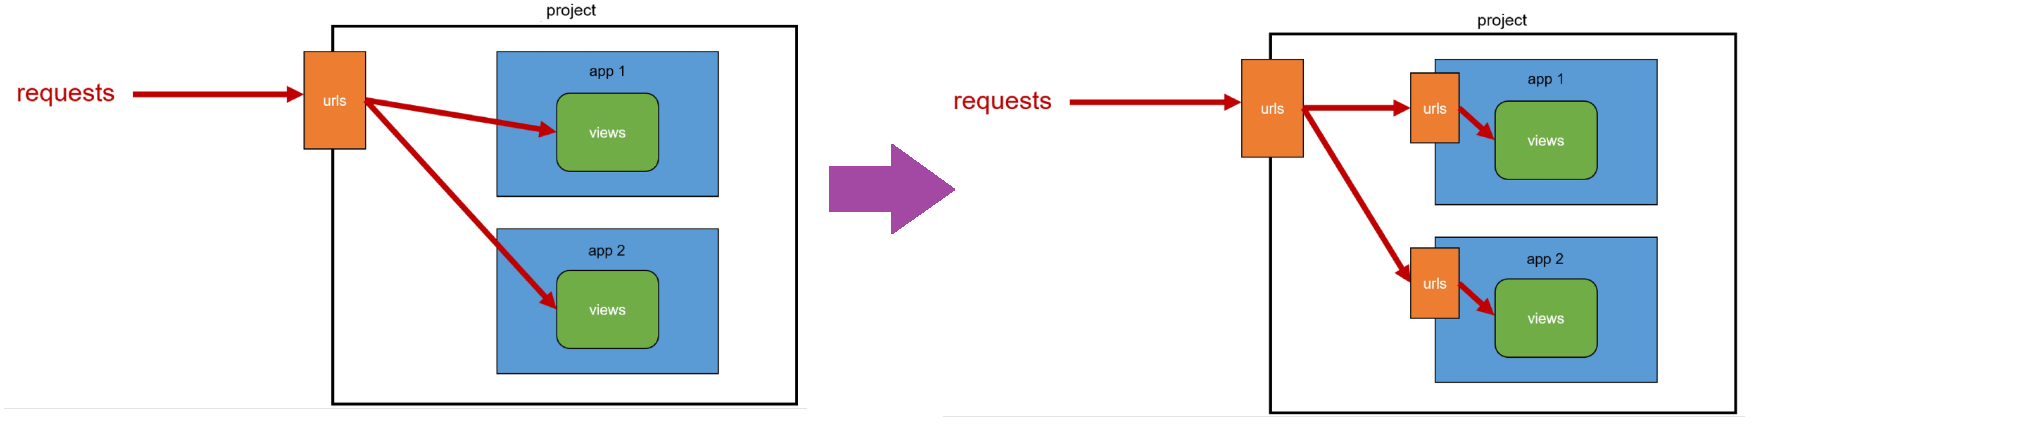 project
requests
urls
app 1
views
app 2
views
project
requests
urls
urls
app 1
views
urls
app 2
views